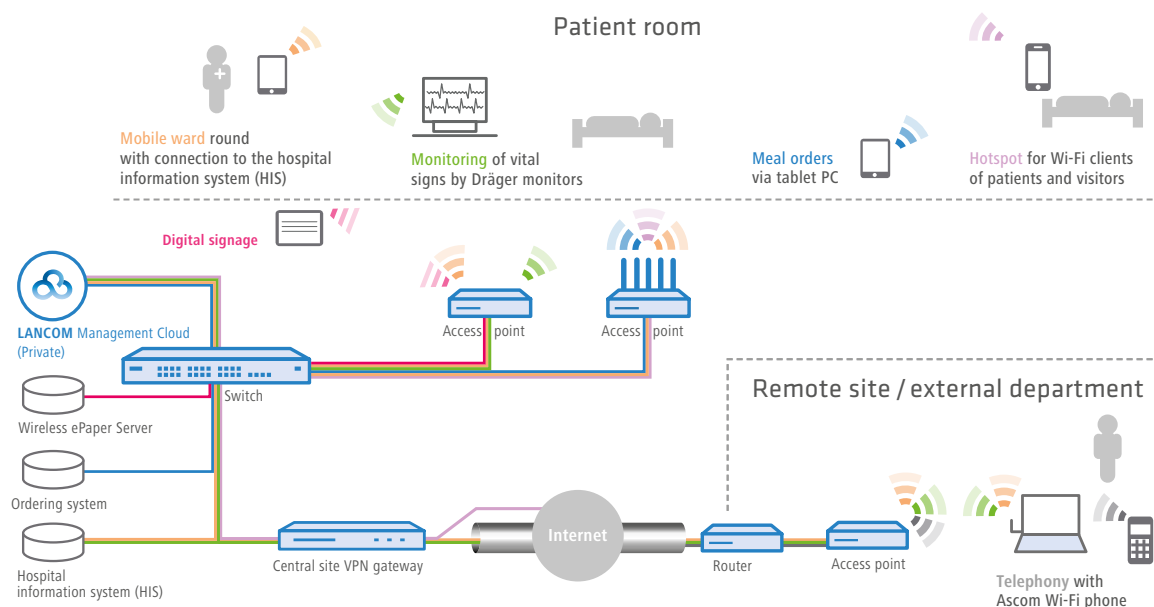 Patient room
Mobile ward round
with connection to the hospital
information system (HIS)
Monitoring of vital
signs by Dräger monitors
Meal orders
via tablet PC
Hotspot for Wi-Fi clients
of patients and visitors
Digital signage
LANCOM Management Cloud
(Private)
Access point
Access point
Switch
Wireless ePaper Server
Ordering system
Hospital
information system (HIS)
Central site VPN gateway
Internet
Remote site / external department
Router
Access point
Telephony with
Ascom Wi-Fi phone